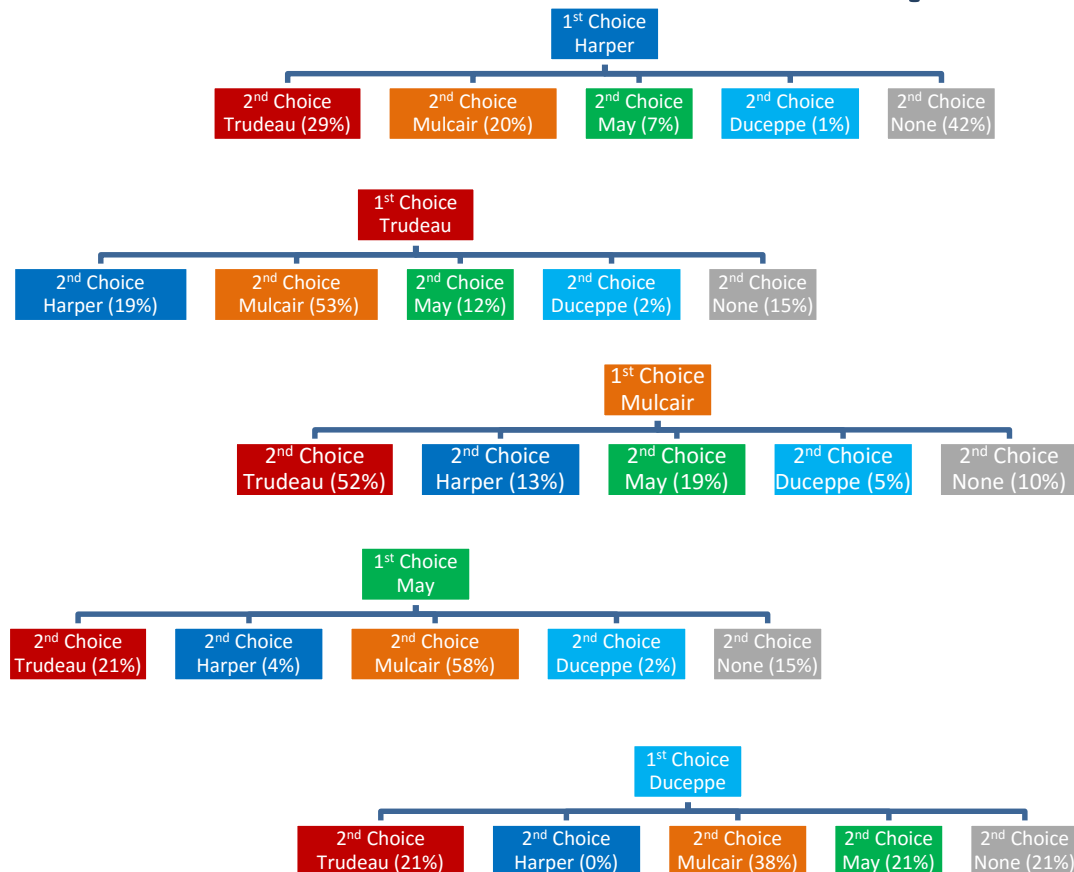 1st Choice
Harper
2nd Choice
Trudeau (29%)
2nd Choice
Mulcair (20%)
2nd Choice
May (7%)
2nd Choice
Duceppe (1%)
2nd Choice
None (42%)
1st Choice
Trudeau
2nd Choice
Harper (19%)
2nd Choice
Mulcair (53%)
2nd Choice
May (12%)
2nd Choice
Duceppe (2%)
2nd Choice
None (15%)
1st Choice
Mulcair
2nd Choice
Trudeau (52%)
2nd Choice
Harper (13%)
2nd Choice
May (19%)
2nd Choice
Duceppe (5%)
2nd Choice
None (10%)
1st Choice
May
2nd Choice
Trudeau (21%)
2nd Choice
Harper (4%)
2nd Choice
Mulcair (58%)
2nd Choice
Duceppe (2%)
2nd Choice
None (15%)
1st Choice
Duceppe
2nd Choice
Trudeau (21%)
2nd Choice
Harper (0%)
2nd Choice
Mulcair (38%)
2nd Choice
May (21%)
2nd Choice
None (21%)